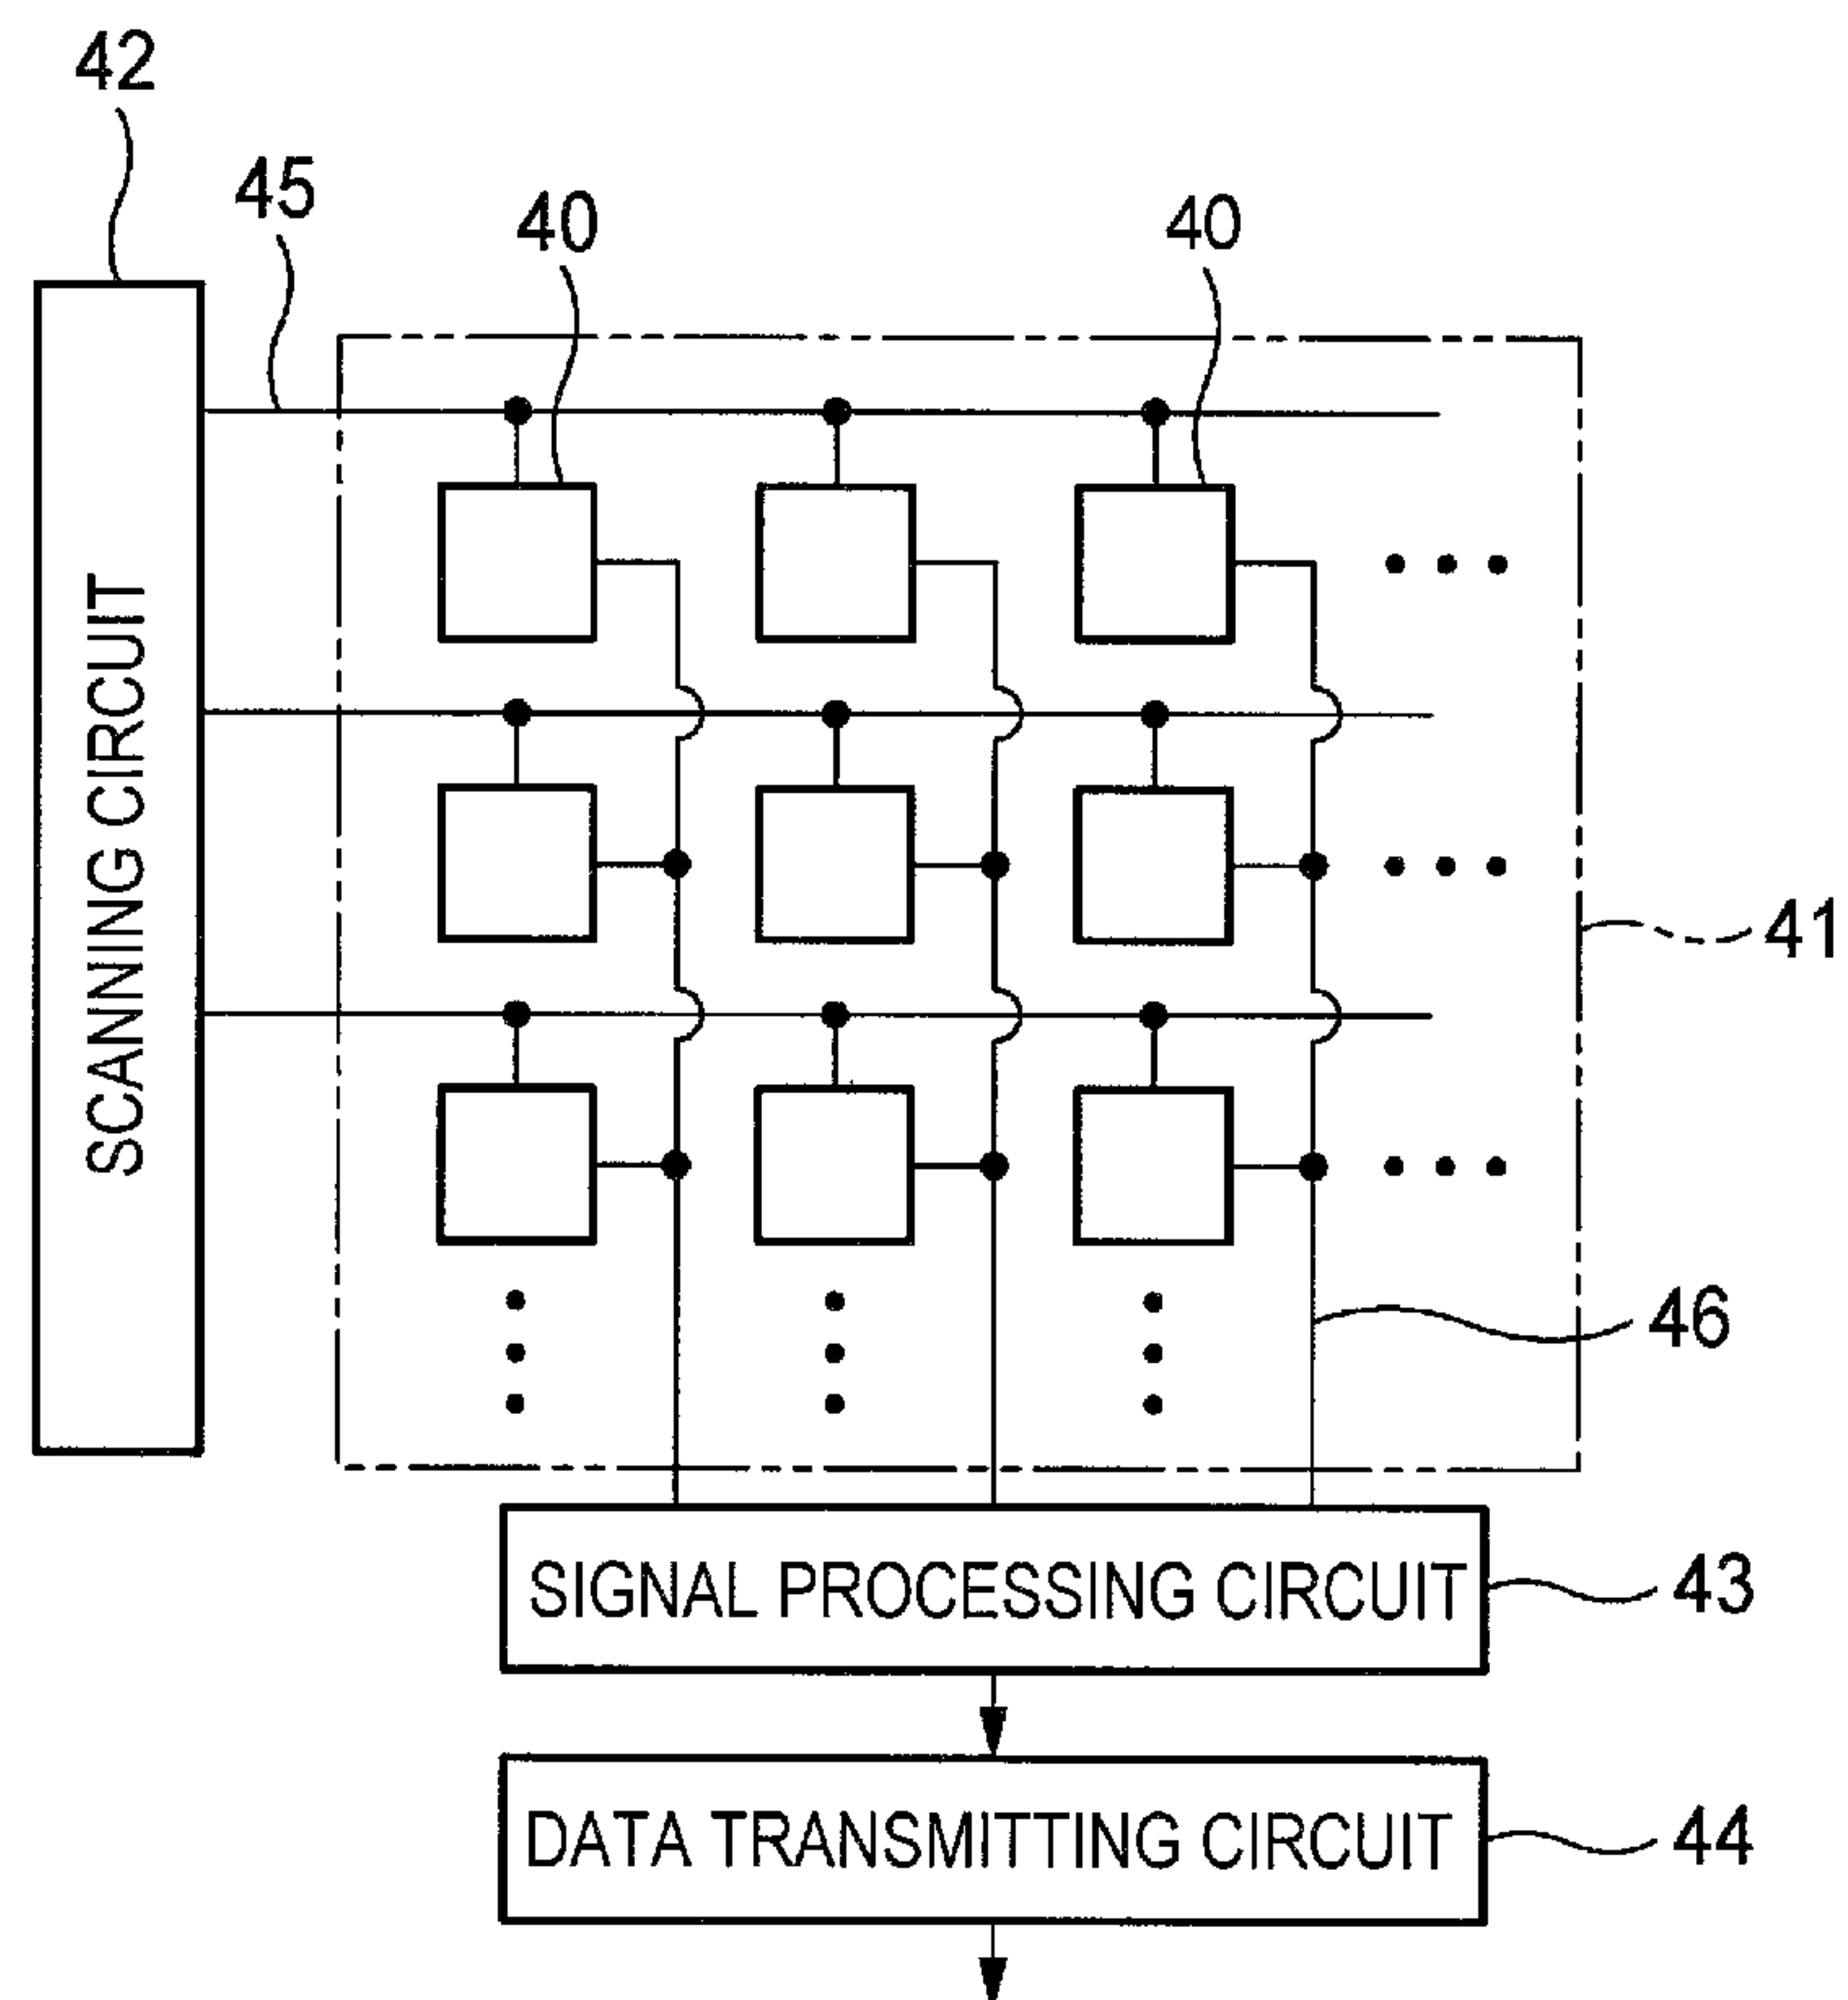 42
45
40
40
SCANNING CIRCUIT
41
46
SIGNAL PROCESSING CIRCUIT
43
DATA TRANSMITTING CIRCUIT
44